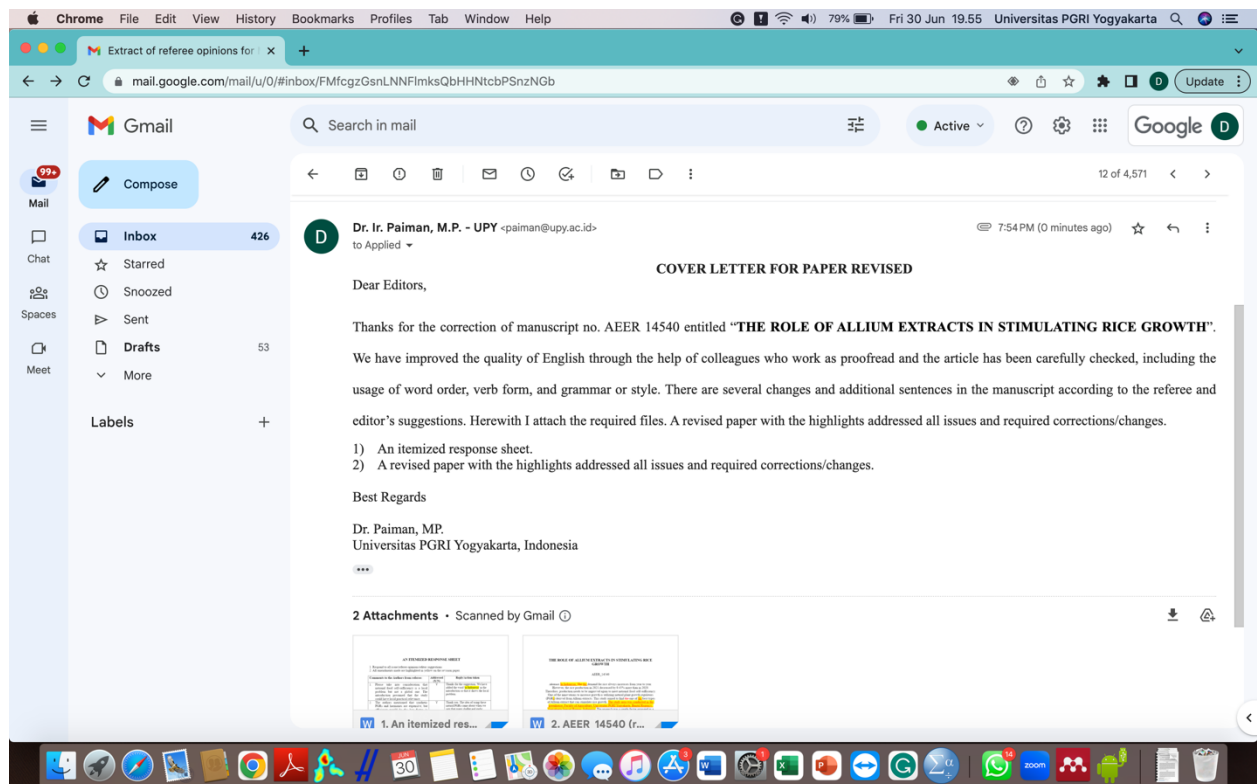 Chrome File Edit View History Bookmarks Profiles Tab Window Help 79% Fri 30 Jun 19.55 Universitas PGRI Yogyakarta
Extract of referee opinions for
mail.google.com/mail/u/0/#inbox/FMfcgzGsnLNNFlmksQbHHNtcbPSnzNGb D Update
Gmail Search in mail Active Google D
99+
Mail
Compose 12 of 4,571
Inbox 426
Chat
Starred
Snoozed
Spaces
Sent
Drafts 53
Meet
More
Labels +
D Dr. Ir. Paiman, M.P. - UPY <paiman@upy.ac.id> 7:54 PM (0 minutes ago)
to Applied
COVER LETTER FOR PAPER REVISED
Dear Editors,
Thanks for the correction of manuscript no. AEER 14540 entitled “THE ROLE OF ALLIUM EXTRACTS IN STIMULATING RICE GROWTH”.
We have improved the quality of English through the help of colleagues who work as proofread and the article has been carefully checked, including the
usage of word order, verb form, and grammar or style. There are several changes and additional sentences in the manuscript according to the referee and
editor’s suggestions. Herewith I attach the required files. A revised paper with the highlights addressed all issues and required corrections/changes.
1) An itemized response sheet.
2) A revised paper with the highlights addressed all issues and required corrections/changes.
Best Regards
Dr. Paiman, MP.
Universitas PGRI Yogyakarta, Indonesia
2 Attachments • Scanned by Gmail
AN ITEMIZED RESPONSE SHEET
THE ROLE OF ALLIUM EXTRACTS IN STIMULATING RICE
GROWTH
W 1. An itemized res...
W 2. AEER 14540 (r...
JUN
30
3
1
14
zoom